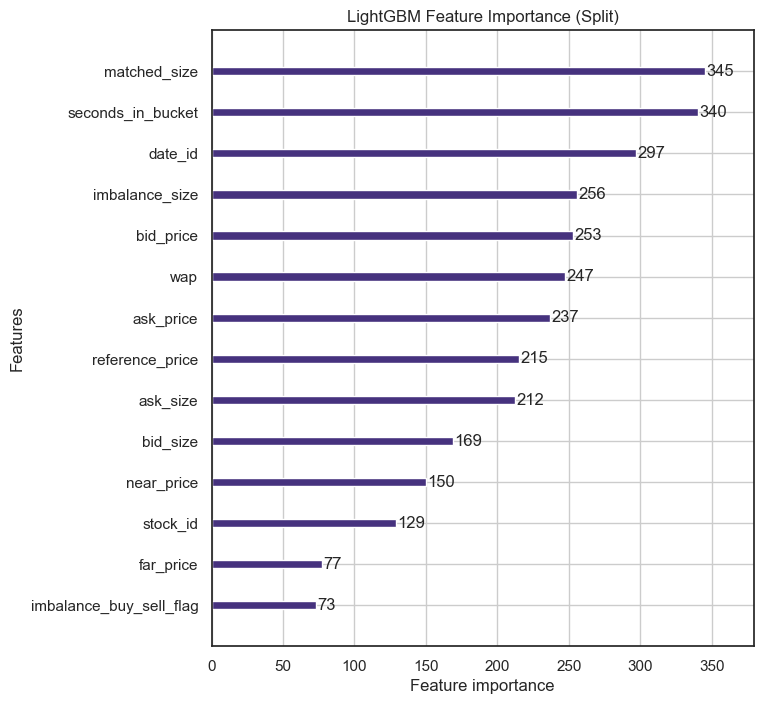 LightGBM Feature Importance (Split)
matched_size 345
seconds_in_bucket 340
date_id 297
imbalance_size 256
bid_price 253
wap 247
ask_price 237
reference_price 215
ask_size 212
bid_size 169
near_price 150
stock_id 129
far_price 77
imbalance_buy_sell_flag 73
Features
0 50 100 150 200 250 300 350
Feature importance